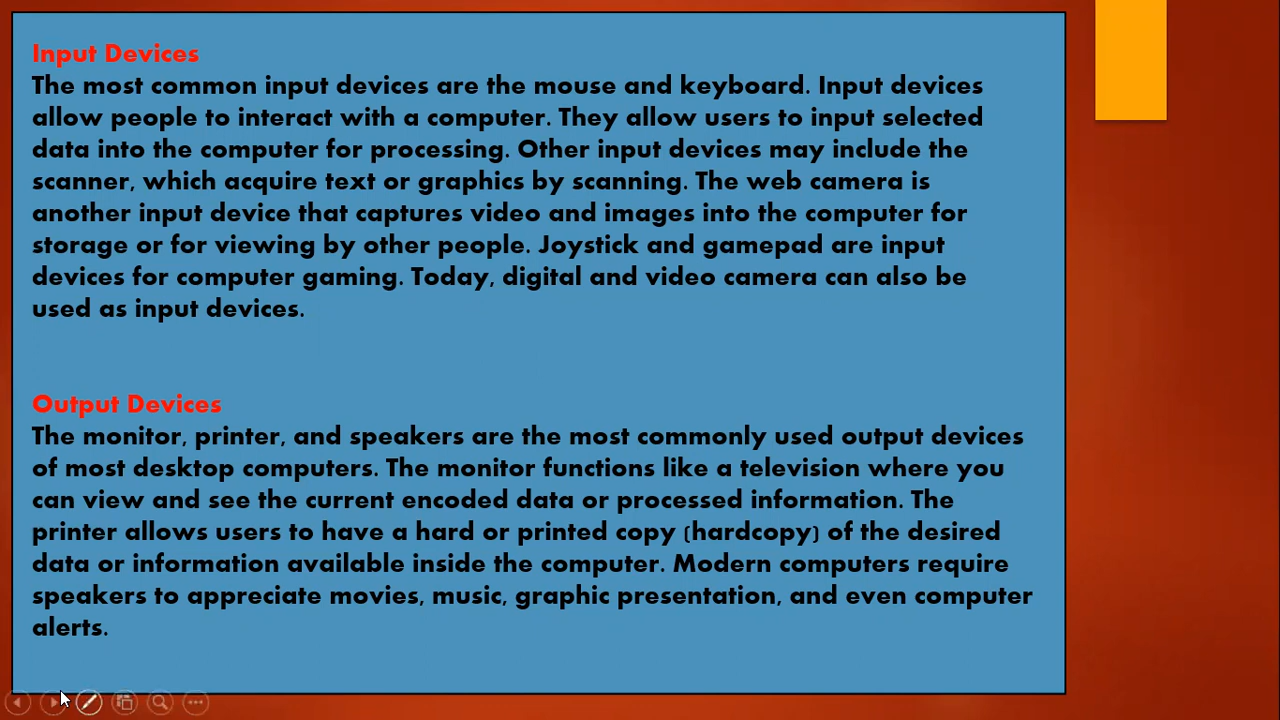 Input Devices
The most common input devices are the mouse and keyboard. Input devices
allow people to interact with a computer. They allow users to input selected
data into the computer for processing. Other input devices may include the
scanner, which acquire text or graphics by scanning. The web camera is
another input device that captures video and images into the computer for
storage or for viewing by other people. Joystick and gamepad are input
devices for computer gaming. Today, digital and video camera can also be
used as input devices.
Output Devices
The monitor, printer, and speakers are the most commonly used output devices
of most desktop computers. The monitor functions like a television where you
can view and see the current encoded data or processed information. The
printer allows users to have a hard or printed copy (hardcopy) of the desired
data or information available inside the computer. Modern computers require
speakers to appreciate movies, music, graphic presentation, and even computer
alerts.